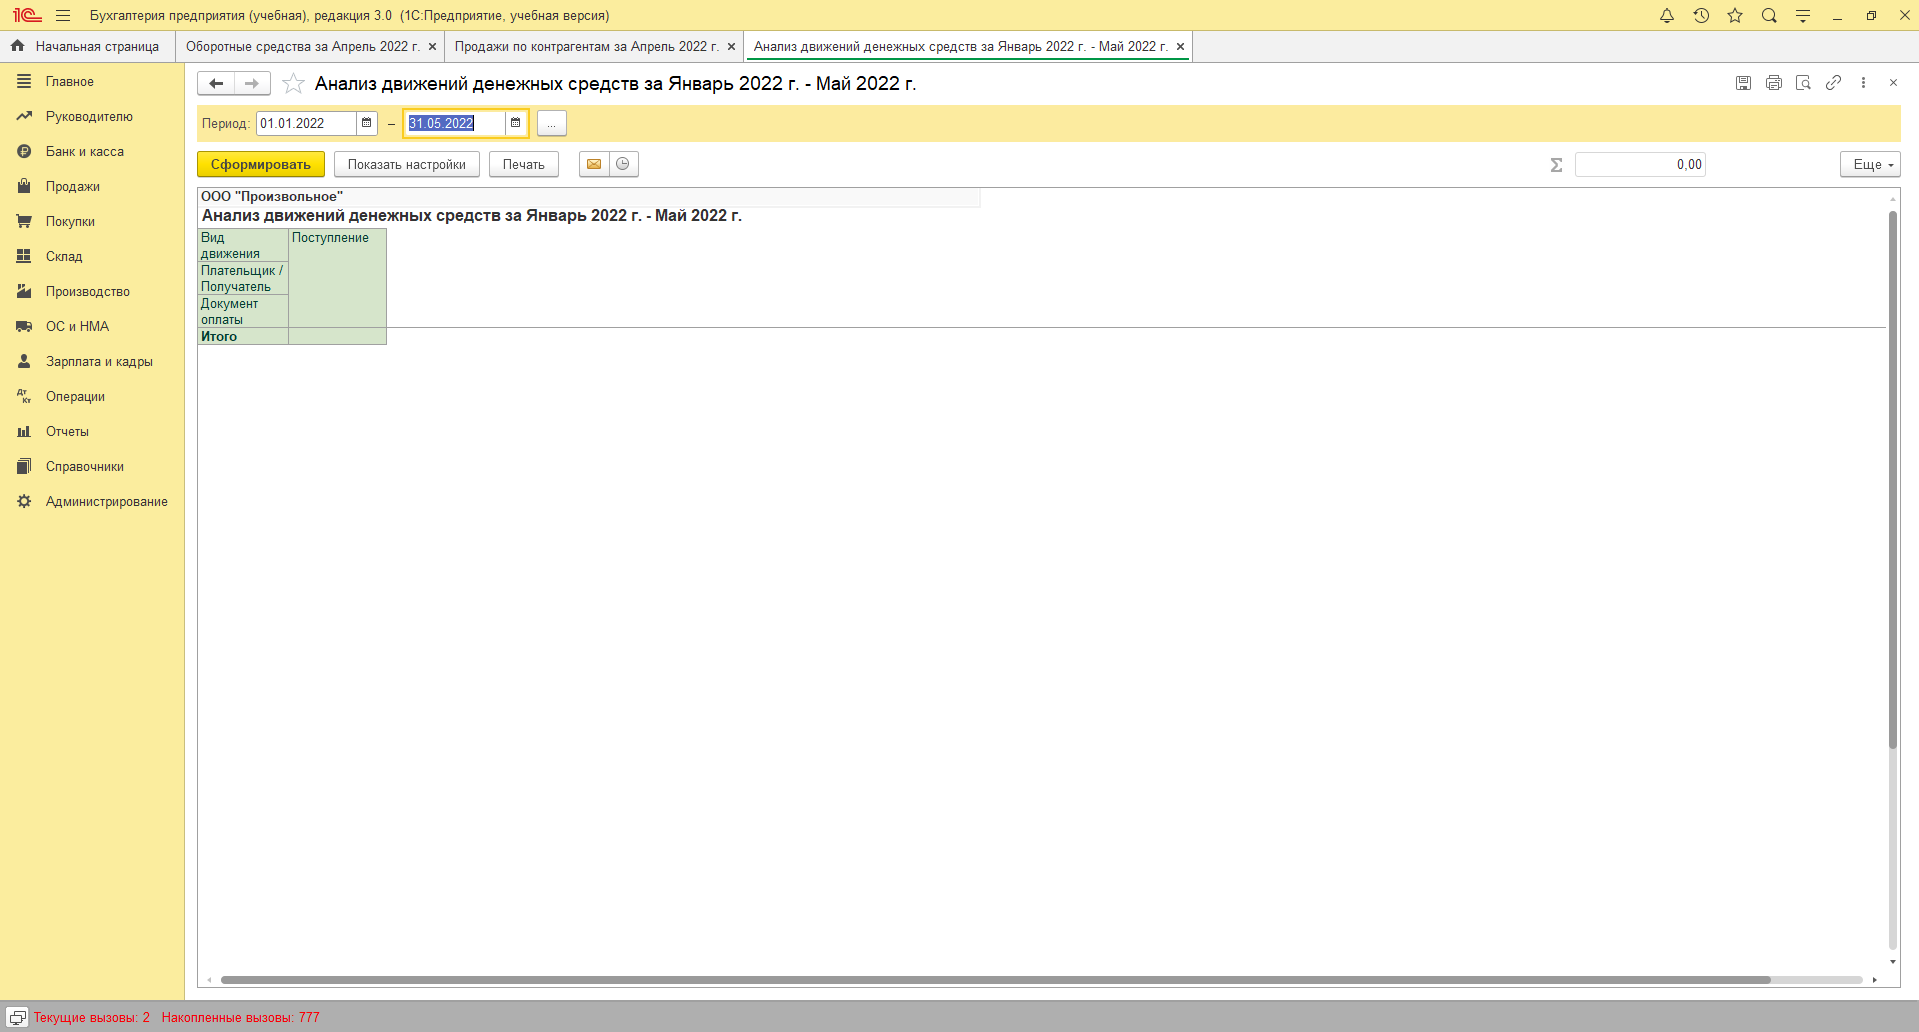 Бухгалтерия предприятия (учебная), редакция 3.0 (1С:Предприятие, учебная версия)
Начальная страница
Оборотные средства за Апрель 2022 г.
Продажи по контрагентам за Апрель 2022 г.
Анализ движений денежных средств за Январь 2022 г. - Май 2022 г.
Главное
Руководителю
Банк и касса
Продажи
Покупки
Склад
Производство
ОС и НМА
Зарплата и кадры
Операции
Отчеты
Справочники
Администрирование
Анализ движений денежных средств за Январь 2022 г. - Май 2022 г.
Период: 01.01.2022 – 31.05.2022 ...
Сформировать Показать настройки Печать Σ 0,00 Еще
ООО "Произвольное"
Анализ движений денежных средств за Январь 2022 г. - Май 2022 г.
Вид движения
Поступление
Плательщик / Получатель
Документ оплаты
Итого
Текущие вызовы: 2 Накопленные вызовы: 777